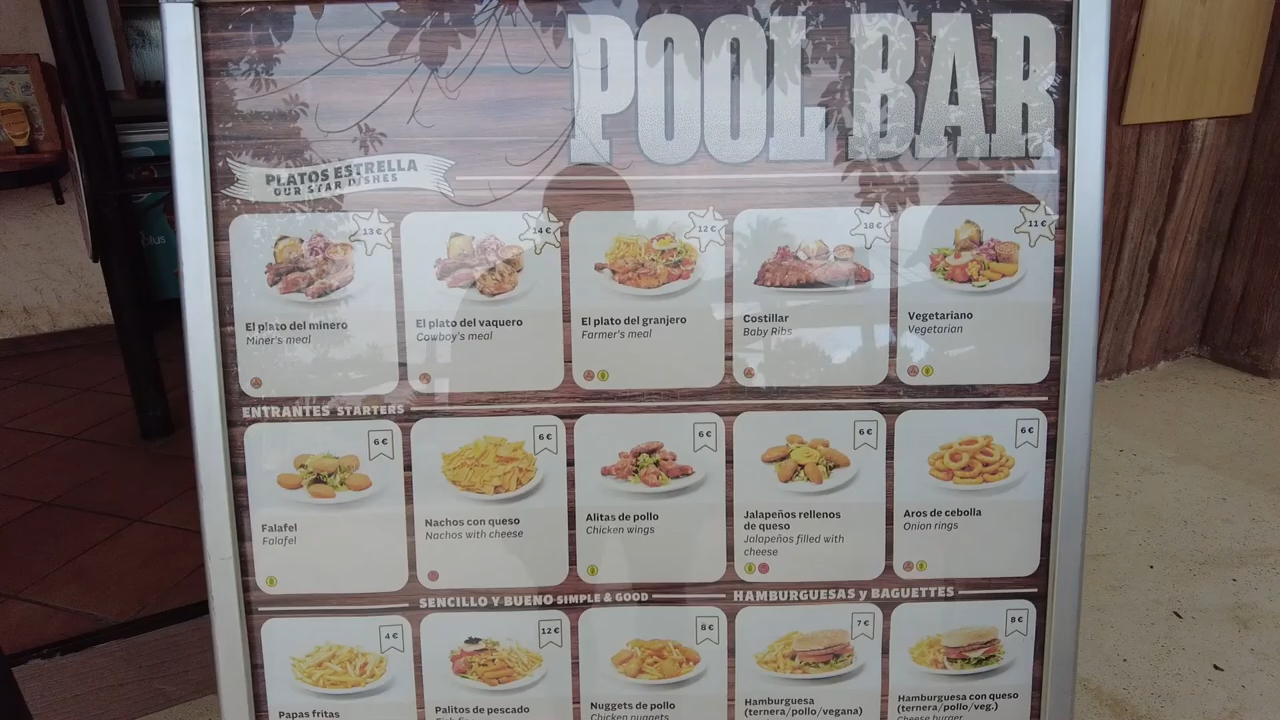 POOL BAR
PLATOS ESTRELLA
OUR STAR DISHES
13 €
El plato del minero
Miner's meal
14 €
El plato del vaquero
Cowboy's meal
12 €
El plato del granjero
Farmer's meal
18 €
Costillar
Baby Ribs
11 €
Vegetariano
Vegetarian
ENTRANTES STARTERS
6 €
Falafel
Falafel
6 €
Nachos con queso
Nachos with cheese
6 €
Alitas de pollo
Chicken wings
6 €
Jalapeños rellenos
de queso
Jalapeños filled with
cheese
6 €
Aros de cebolla
Onion rings
SENCILLO Y BUENO SIMPLE & GOOD
HAMBURGUESAS y BAGUETTES
4 €
Papas fritas
12 €
Palitos de pescado
8 €
Nuggets de pollo
Chicken nuggets
7 €
Hamburguesa
(ternera/pollo/vegana)
8 €
Hamburguesa con queso
(ternera/pollo/veg.)
Cheese burger